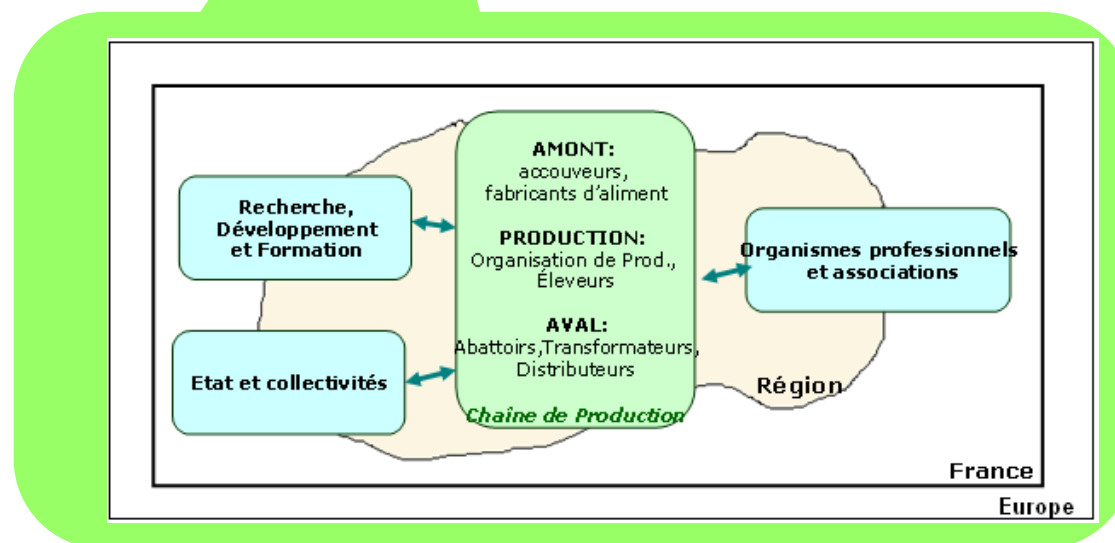 Recherche,
Développement
et Formation
Etat et collectivités
AMONT:
accouveurs,
fabricants d’aliment
PRODUCTION:
Organisation de Prod.,
Éleveurs
AVAL:
Abattoirs,Transformateurs,
Distributeurs
Chaîne de Production
Organismes professionnels
et associations
Région
France
Europe